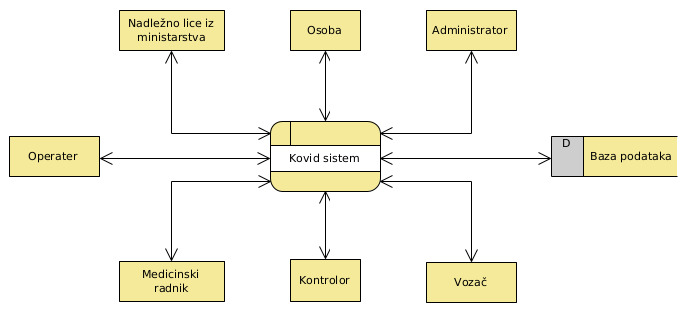 Nadležno lice iz
ministarstva
Osoba
Administrator
Operater
Kovid sistem
D
Baza podataka
Medicinski
radnik
Kontrolor
Vozač